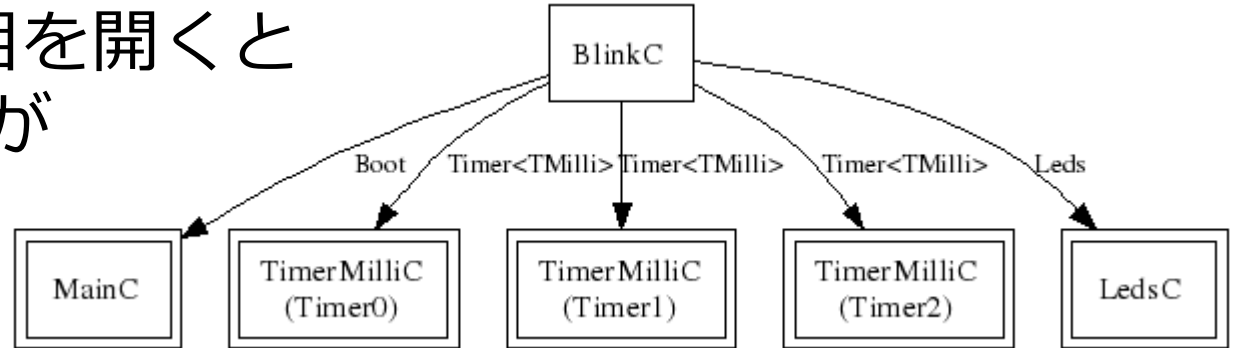 目を開くと
が
BlinkC
Boot
Timer<TMilli>
Timer<TMilli>
Timer<TMilli>
Leds
MainC
TimerMilliC
(Timer0)
TimerMilliC
(Timer1)
TimerMilliC
(Timer2)
LedsC